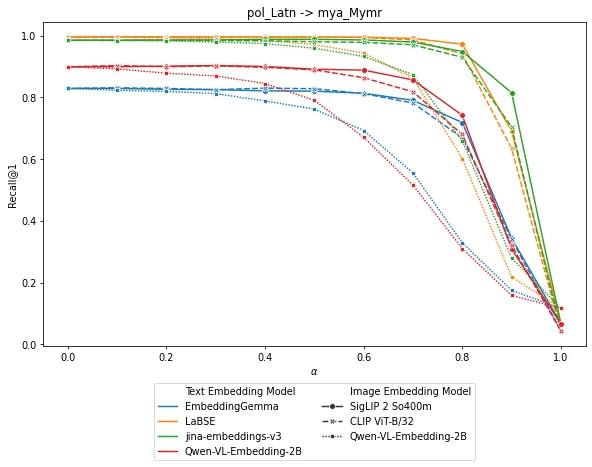 pol_Latn -> mya_Mymr
Recall@1
1.0
0.8
0.6
0.4
0.2
0.0
0.0 0.2 0.4 0.6 0.8 1.0
α
Text Embedding Model
EmbeddingGemma
LaBSE
jina-embeddings-v3
Qwen-VL-Embedding-2B
Image Embedding Model
SigLIP 2 So400m
CLIP ViT-B/32
Qwen-VL-Embedding-2B